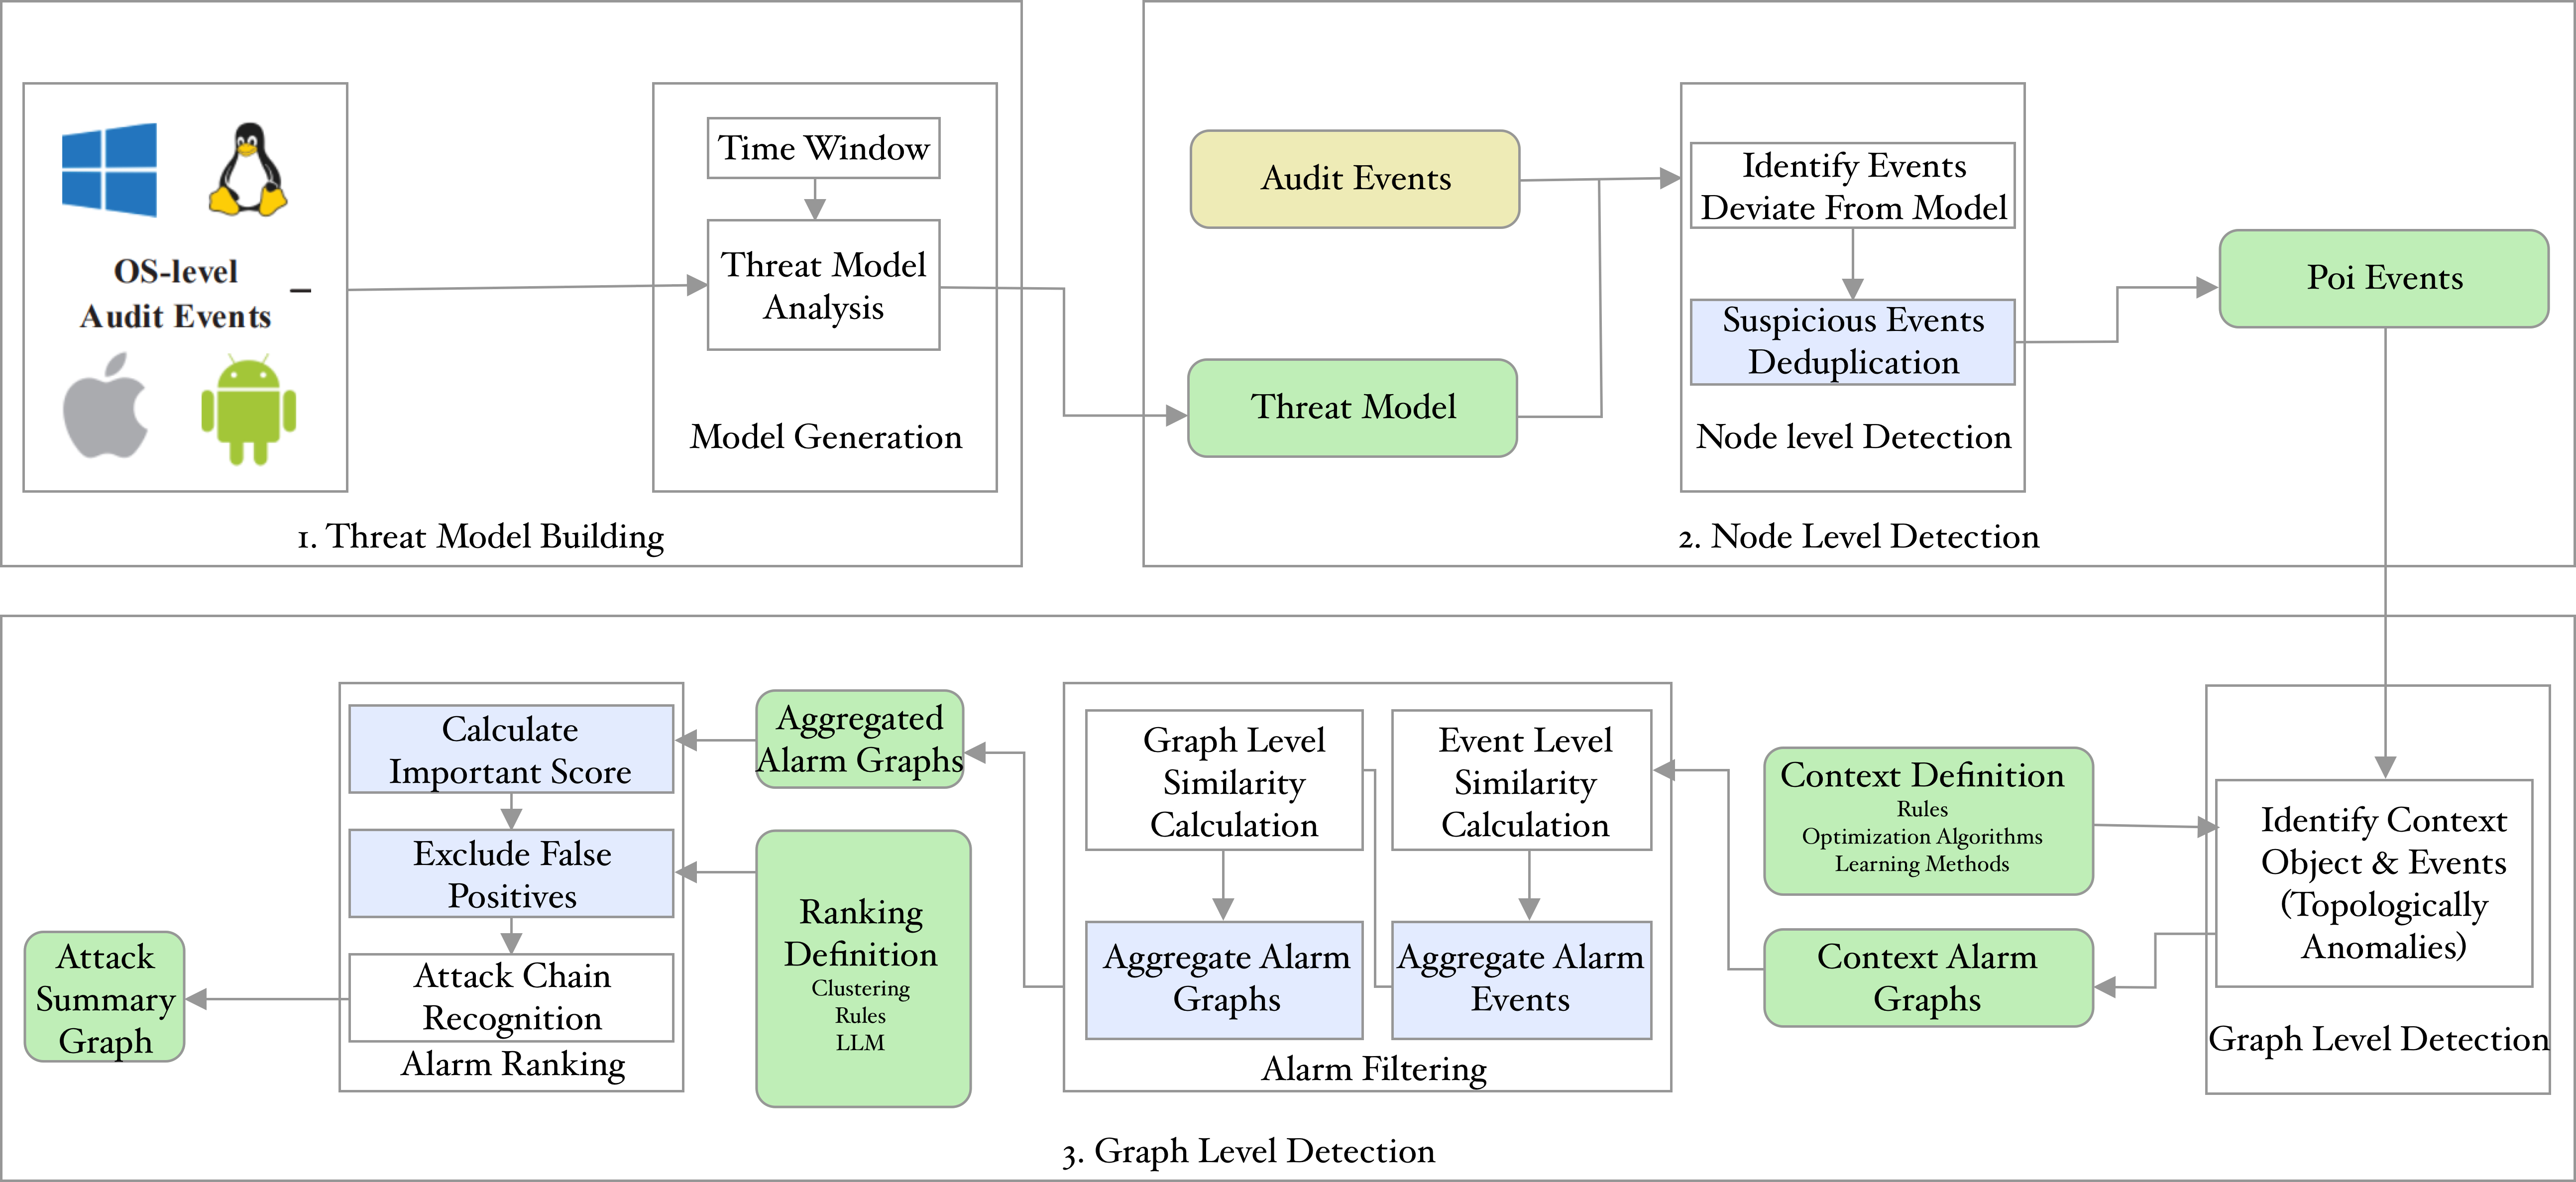 OS-level
Audit Events
Time Window
Threat Model
Analysis
Model Generation
1. Threat Model Building
Audit Events
Threat Model
Identify Events
Deviate From Model
Suspicious Events
Deduplication
Node level Detection
Poi Events
2. Node Level Detection
Calculate
Important Score
Exclude False
Positives
Attack Chain
Recognition
Alarm Ranking
Attack
Summary
Graph
Aggregated
Alarm Graphs
Ranking
Definition
Clustering
Rules
LLM
Graph Level
Similarity
Calculation
Event Level
Similarity
Calculation
Aggregate Alarm
Graphs
Aggregate Alarm
Events
Alarm Filtering
Context Definition
Rules
Optimization Algorithms
Learning Methods
Context Alarm
Graphs
Identify Context
Object & Events
(Topologically
Anomalies)
Graph Level Detection
3. Graph Level Detection